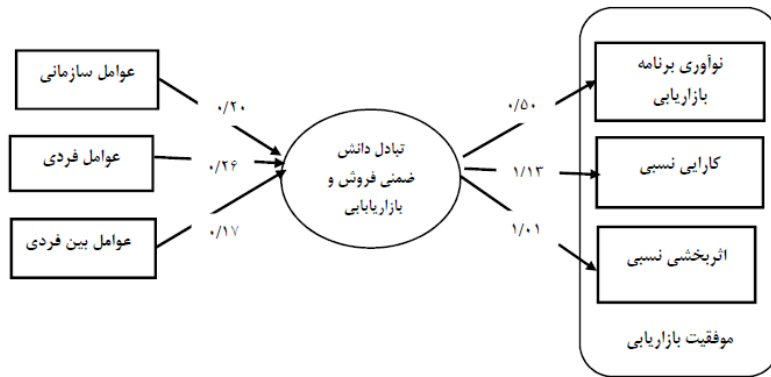 عوامل سازمانی
عوامل فردی
عوامل بین فردی
۰/۲۰
۰/۲۶
۰/۱۷
تبادل دانش
ضمنی فروش و
بازاریابابی
۰/۵۰
۱/۱۳
۱/۰۱
نوآوری برنامه
بازاریابی
کارایی نسبی
اثربخشی نسبی
موفقیت بازاریابی